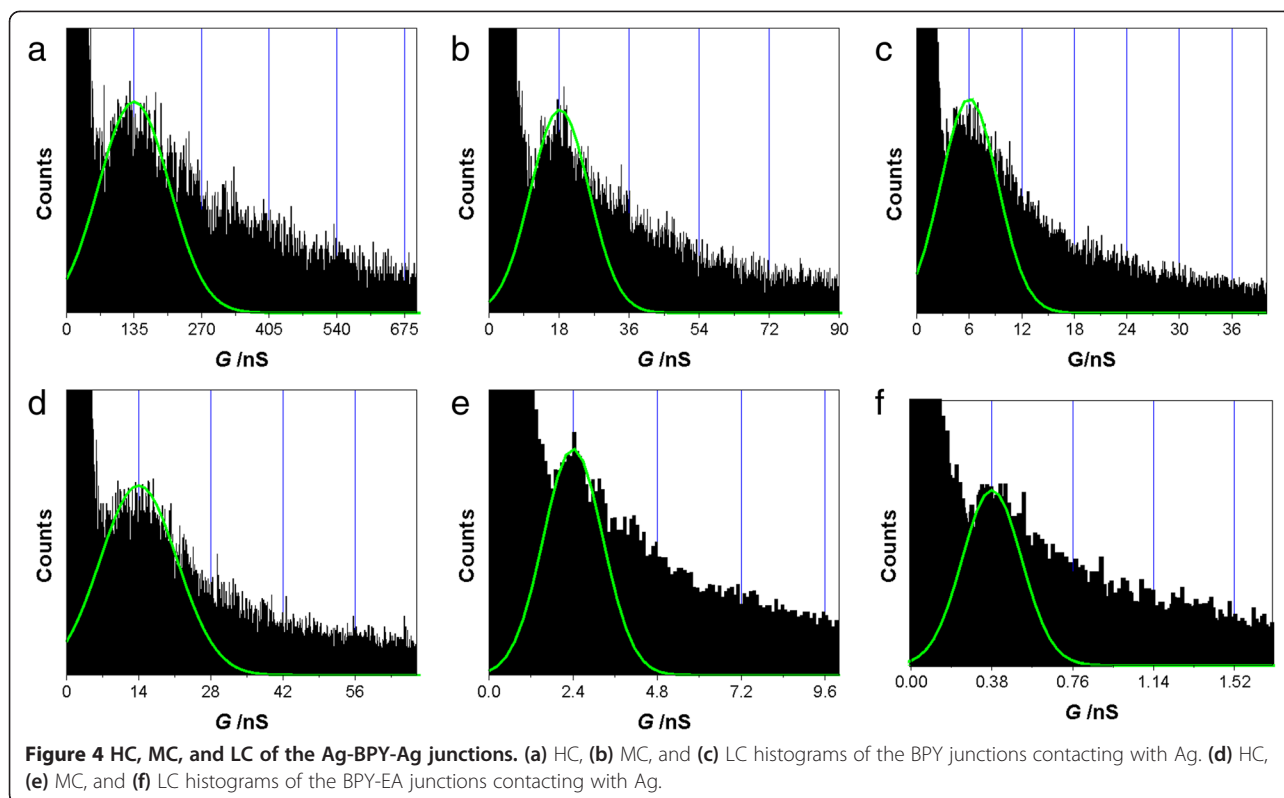 a
Counts
0 135 270 405 540 675
G /nS
b
Counts
0 18 36 54 72 90
G /nS
c
Counts
0 6 12 18 24 30 36
G/nS
d
Counts
0 14 28 42 56
G /nS
e
Counts
0.0 2.4 4.8 7.2 9.6
G /nS
f
Counts
0.00 0.38 0.76 1.14 1.52
G /nS
Figure 4 HC, MC, and LC of the Ag-BPY-Ag junctions. (a) HC, (b) MC, and (c) LC histograms of the BPY junctions contacting with Ag. (d) HC,
(e) MC, and (f) LC histograms of the BPY-EA junctions contacting with Ag.